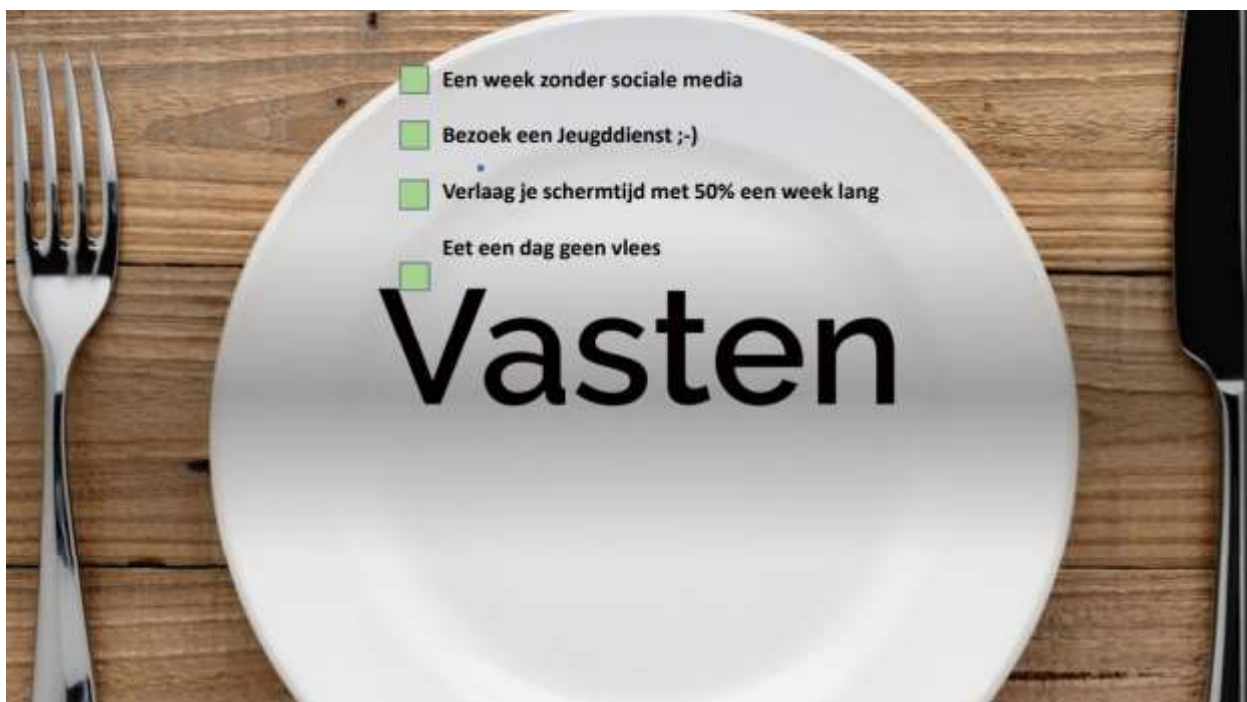 Een week zonder sociale media
Bezoek een Jeugddienst ;-)
Verlaag je schermtijd met 50% een week lang
Eet een dag geen vlees
Vasten